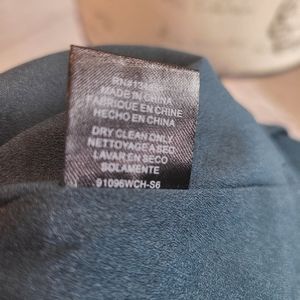 MADE IN CHINA
FABRIQUE EN CHINE
HECHO EN CHINA
DRY CLEAN ONLY
NETTOYAGE A SEC
LAVAR EN SECO
SOLAMENTE
91096WCH-S6